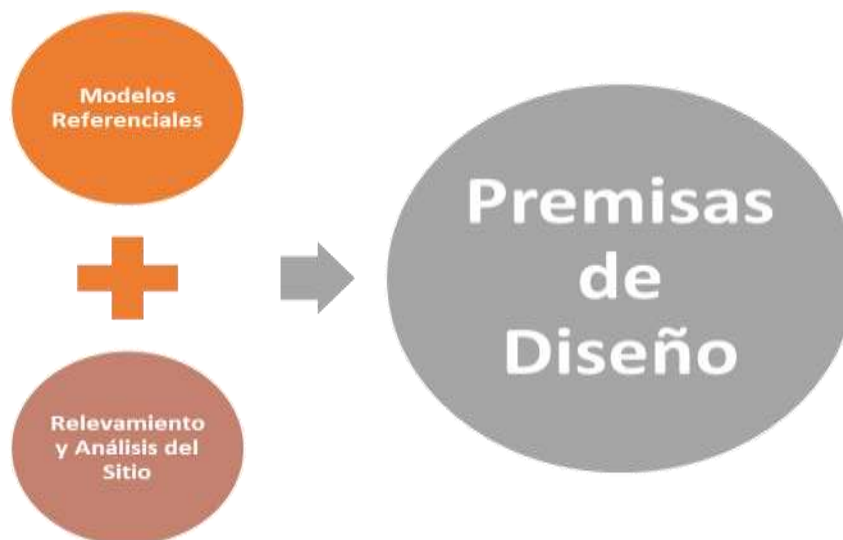 Modelos
Referenciales
Relevamiento
y Análisis del
Sitio
Premisas
de
Diseño